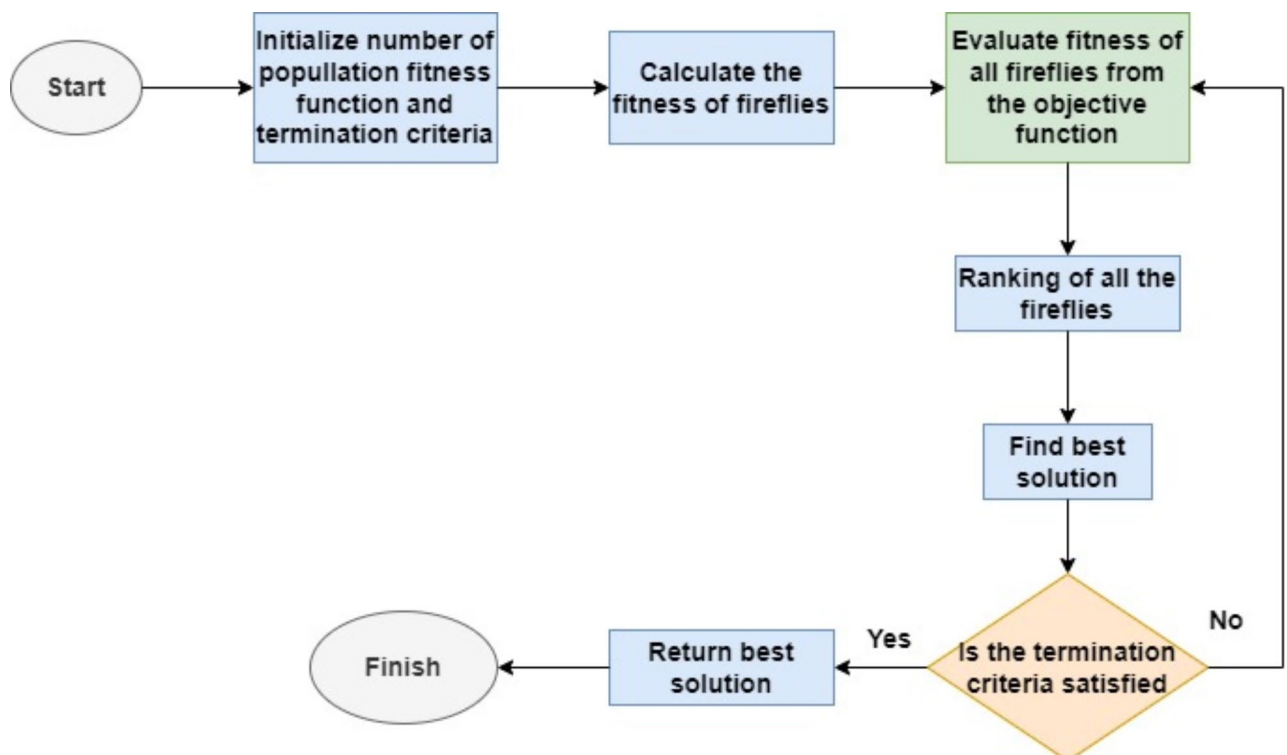 Start
Initialize number of
popullation fitness
function and
termination criteria
Calculate the
fitness of fireflies
Evaluate fitness of
all fireflies from
the objective
function
Ranking of all the
fireflies
Find best
solution
Is the termination
criteria satisfied
No
Yes
Return best
solution
Finish